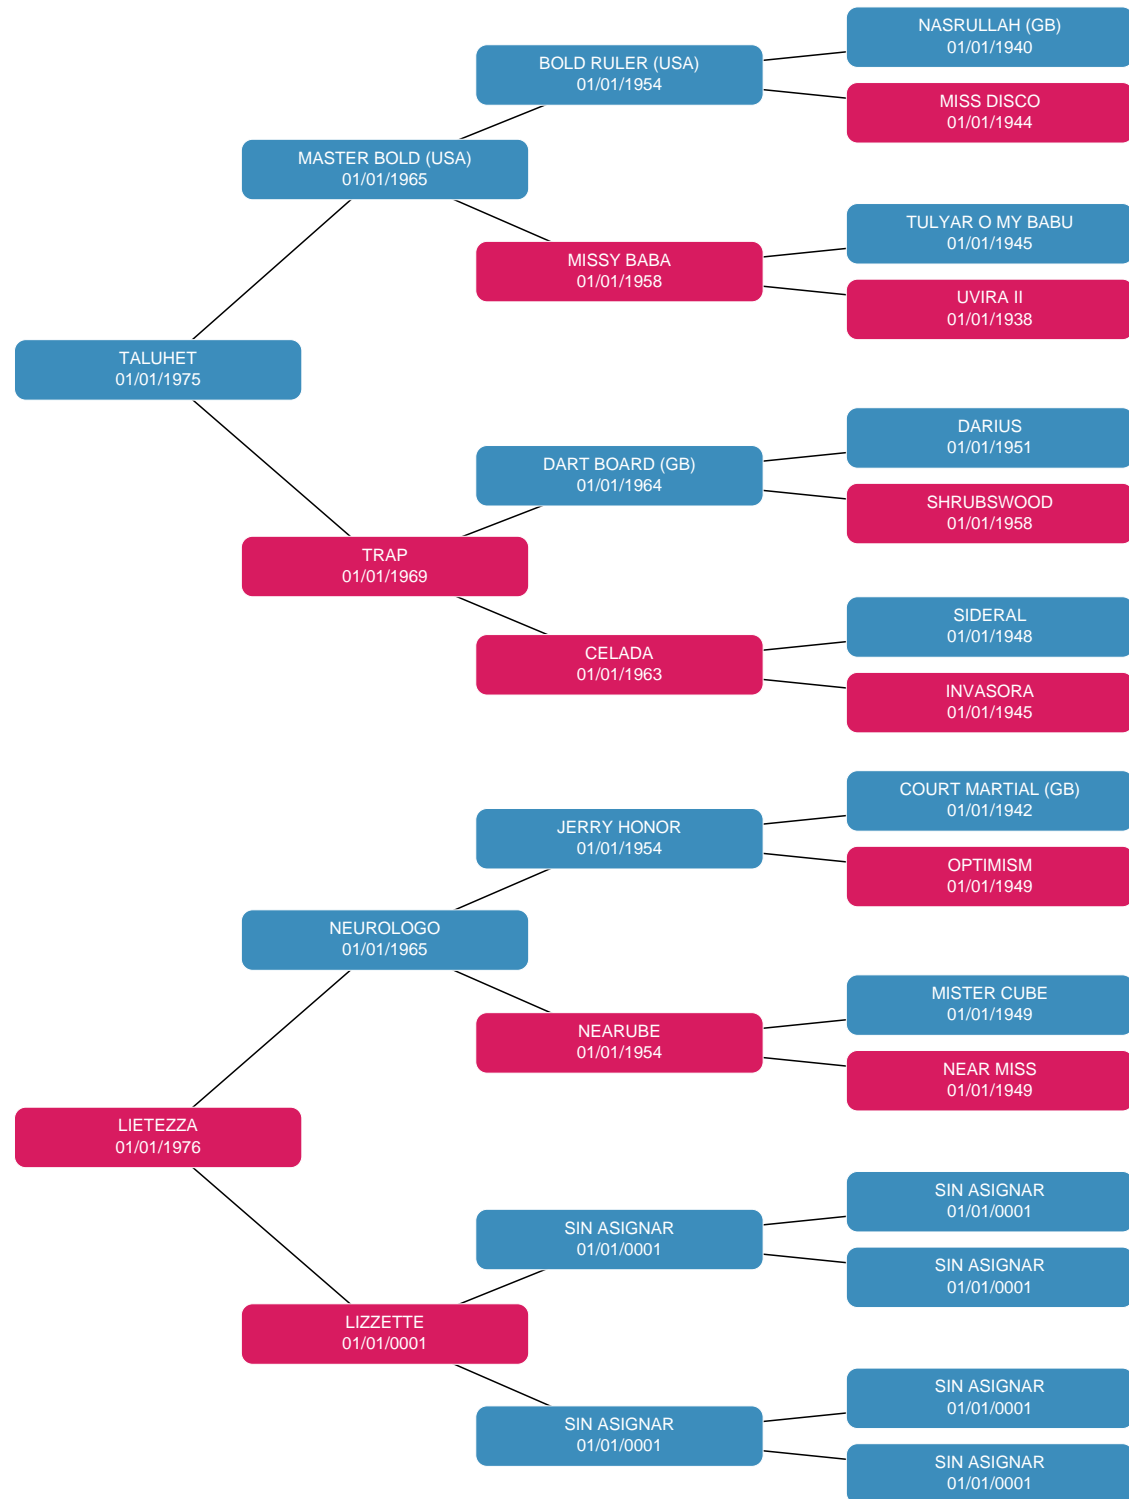 NASRULLAH (GB)
01/01/1940
BOLD RULER (USA)
01/01/1954
MISS DISCO
01/01/1944
MASTER BOLD (USA)
01/01/1965
TULYAR O MY BABU
01/01/1945
MISSY BABA
01/01/1958
UVIRA II
01/01/1938
TALUHET
01/01/1975
DARIUS
01/01/1951
DART BOARD (GB)
01/01/1964
SHRUBSWOOD
01/01/1958
TRAP
01/01/1969
SIDERAL
01/01/1948
CELADA
01/01/1963
INVASORA
01/01/1945
COURT MARTIAL (GB)
01/01/1942
JERRY HONOR
01/01/1954
OPTIMISM
01/01/1949
NEUROLOGO
01/01/1965
MISTER CUBE
01/01/1949
NEARUBE
01/01/1954
NEAR MISS
01/01/1949
LIETEZZA
01/01/1976
SIN ASIGNAR
01/01/0001
SIN ASIGNAR
01/01/0001
SIN ASIGNAR
01/01/0001
LIZZETTE
01/01/0001
SIN ASIGNAR
01/01/0001
SIN ASIGNAR
01/01/0001
SIN ASIGNAR
01/01/0001